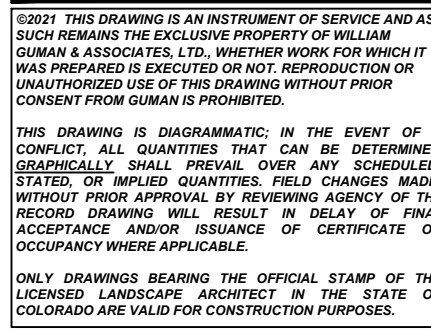 ©2021 THIS DRAWING IS AN INSTRUMENT OF SERVICE AND AS
SUCH REMAINS THE EXCLUSIVE PROPERTY OF WILLIAM
GUMAN & ASSOCIATES, LTD., WHETHER WORK FOR WHICH IT
WAS PREPARED IS EXECUTED OR NOT. REPRODUCTION OR
UNAUTHORIZED USE OF THIS DRAWING WITHOUT PRIOR
CONSENT FROM GUMAN IS PROHIBITED.
THIS DRAWING IS DIAGRAMMATIC; IN THE EVENT OF
CONFLICT, ALL QUANTITIES THAT CAN BE DETERMINE
GRAPHICALLY SHALL PREVAIL OVER ANY SCHEDULED
STATED, OR IMPLIED QUANTITIES. FIELD CHANGES MADE
WITHOUT PRIOR APPROVAL BY REVIEWING AGENCY OF TH
RECORD DRAWING WILL RESULT IN DELAY OF FINA
ACCEPTANCE AND/OR ISSUANCE OF CERTIFICATE O
OCCUPANCY WHERE APPLICABLE.
ONLY DRAWINGS BEARING THE OFFICIAL STAMP OF TH
LICENSED LANDSCAPE ARCHITECT IN THE STATE O
COLORADO ARE VALID FOR CONSTRUCTION PURPOSES.